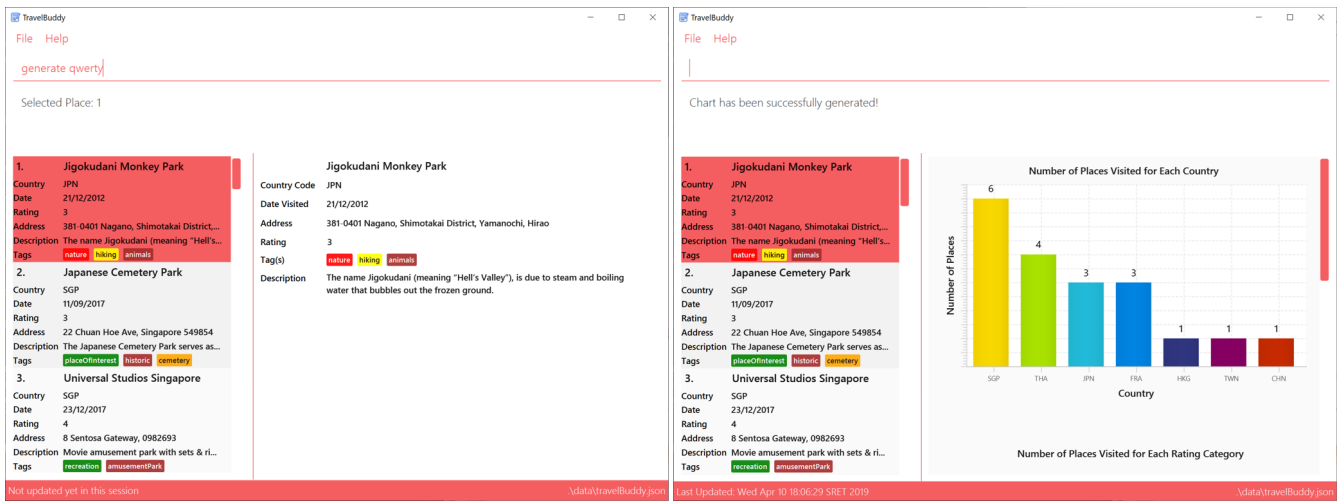 TravelBuddy
File Help
generate qwerty
Selected Place: 1
1. Jigokudani Monkey Park
Country JPN
Date 21/12/2012
Rating 3
Address 381-0401 Nagano, Shimotakai District,...
Description The name Jigokudani (meaning "Hell's...
Tags nature hiking animals
2. Japanese Cemetery Park
Country SGP
Date 11/09/2017
Rating 3
Address 22 Chuan Hoe Ave, Singapore 549854
Description The Japanese Cemetery Park serves as...
Tags placeOfInterest historic cemetery
3. Universal Studios Singapore
Country SGP
Date 23/12/2017
Rating 4
Address 8 Sentosa Gateway, 0982693
Description Movie amusement park with sets & ri...
Tags recreation amusementPark
Jigokudani Monkey Park
Country Code JPN
Date Visited 21/12/2012
Address 381-0401 Nagano, Shimotakai District, Yamanochi, Hirao
Rating 3
Tag(s) nature hiking animals
Description The name Jigokudani (meaning "Hell's Valley"), is due to steam and boiling
water that bubbles out the frozen ground.
Not updated yet in this session .\data\travelBuddy.json
TravelBuddy
File Help
Chart has been successfully generated!
1. Jigokudani Monkey Park
Country JPN
Date 21/12/2012
Rating 3
Address 381-0401 Nagano, Shimotakai District,...
Description The name Jigokudani (meaning "Hell's...
Tags nature hiking animals
2. Japanese Cemetery Park
Country SGP
Date 11/09/2017
Rating 3
Address 22 Chuan Hoe Ave, Singapore 549854
Description The Japanese Cemetery Park serves as...
Tags placeOfInterest historic cemetery
3. Universal Studios Singapore
Country SGP
Date 23/12/2017
Rating 4
Address 8 Sentosa Gateway, 0982693
Description Movie amusement park with sets & ri...
Tags recreation amusementPark
Number of Places Visited for Each Country
Number of Places
6 4 3 3 1 1 1
SGP THA JPN FRA HKG TWN CHN
Country
Number of Places Visited for Each Rating Category
Last Updated: Wed Apr 10 18:06:29 SRET 2019 .\data\travelBuddy.json